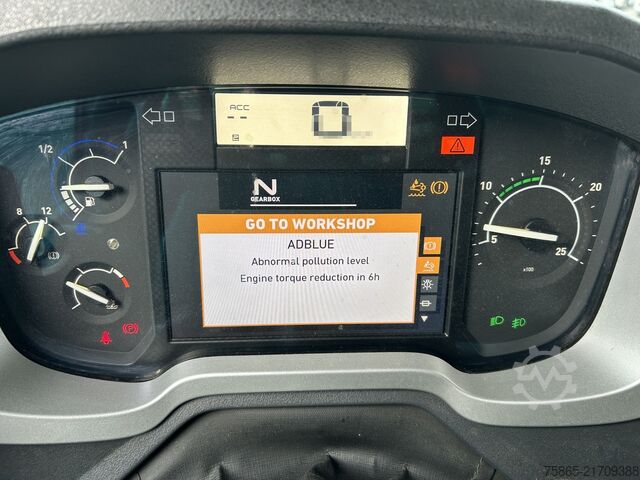 ACC
-- 0
1/2 1
8 12
N
GEARBOX
GO TO WORKSHOP
ADBLUE
Abnormal pollution level
Engine torque reduction in 6h
5 10 15 20 25
x100
75865-21709388